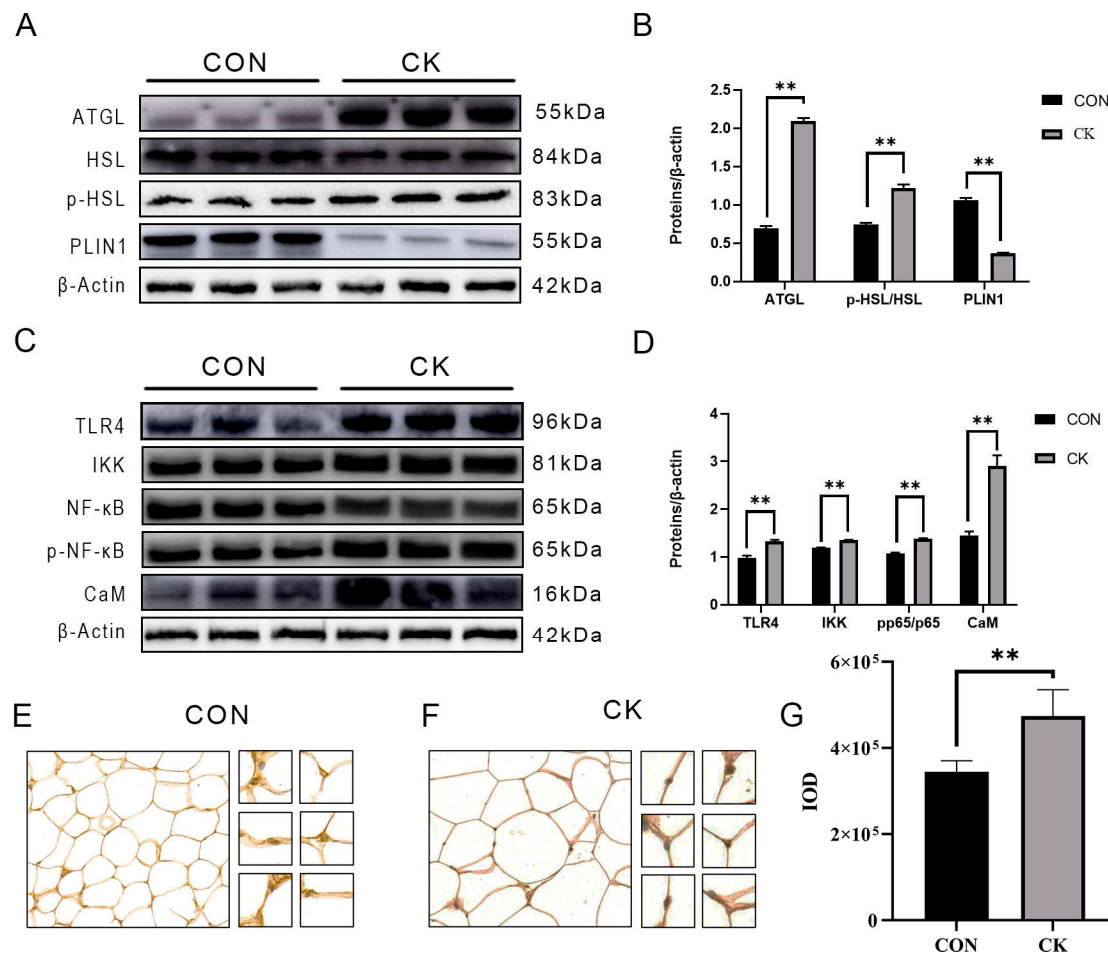 A
CON CK
ATGL 55kDa
HSL 84kDa
p-HSL 83kDa
PLIN1 55kDa
β-Actin 42kDa
B
Proteins/β-actin
2.5
2.0
1.5
1.0
0.5
0.0
** ** **
ATGL p-HSL/HSL PLIN1
CON
CK
C
CON CK
TLR4 96kDa
IKK 81kDa
NF-κB 65kDa
p-NF-κB 65kDa
CaM 16kDa
β-Actin 42kDa
D
Proteins/β-actin
4
3
2
1
0
** ** ** **
TLR4 IKK pp65/p65 CaM
CON
CK
E CON
F CK
G
IOD
6×10⁵
4×10⁵
2×10⁵
0
**
CON CK